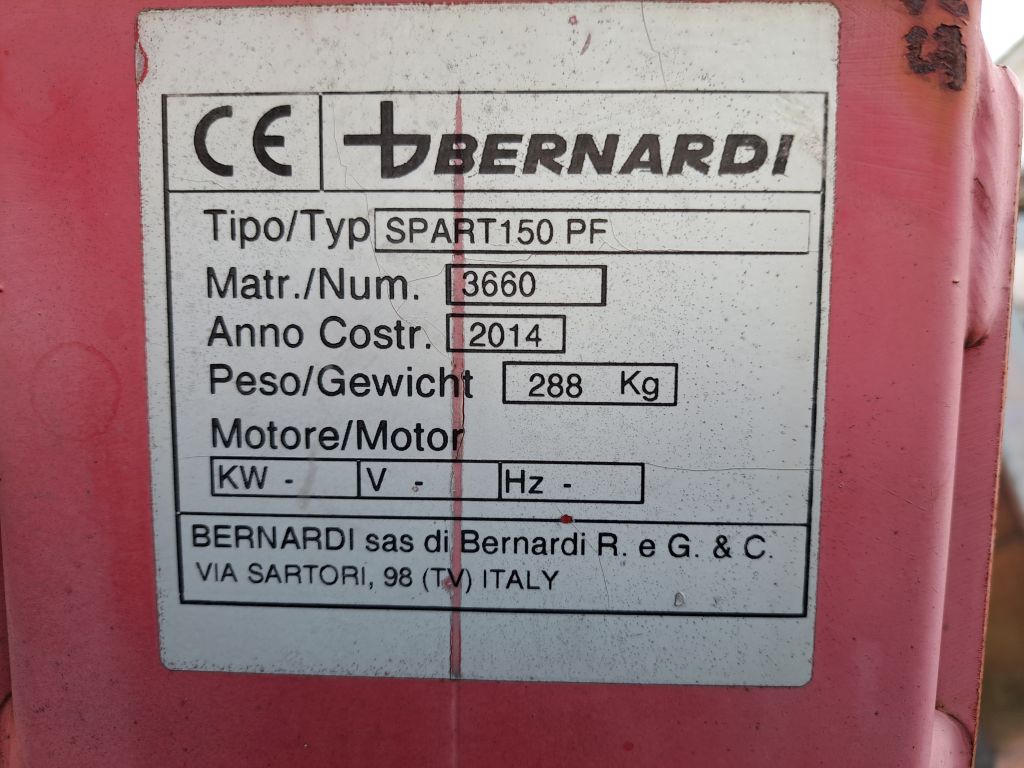 CE BERNARDI
Tipo/Typ SPART150 PF
Matr./Num. 3660
Anno Costr. 2014
Peso/Gewicht 288 Kg
Motore/Motor
KW - V - Hz -
BERNARDI sas di Bernardi R. e G. & C.
VIA SARTORI, 98 (TV) ITALY